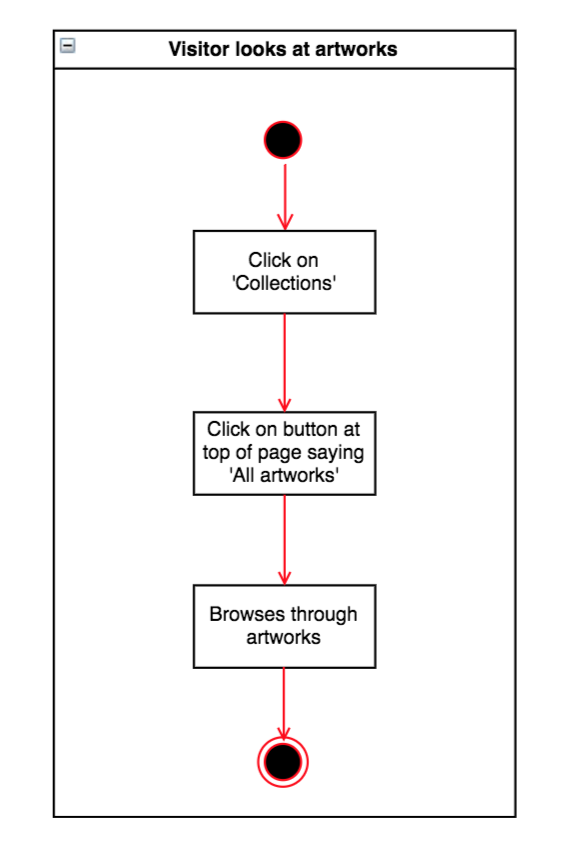 Visitor looks at artworks
Click on
'Collections'
Click on button at
top of page saying
'All artworks'
Browses through
artworks